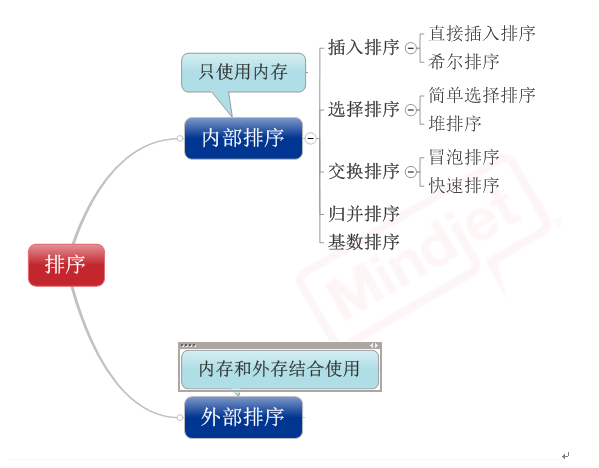 直接插入排序
插入排序
希尔排序
只使用内存
简单选择排序
选择排序
堆排序
内部排序
冒泡排序
交换排序
快速排序
归并排序
基数排序
排序
内存和外存结合使用
外部排序
Mindjet